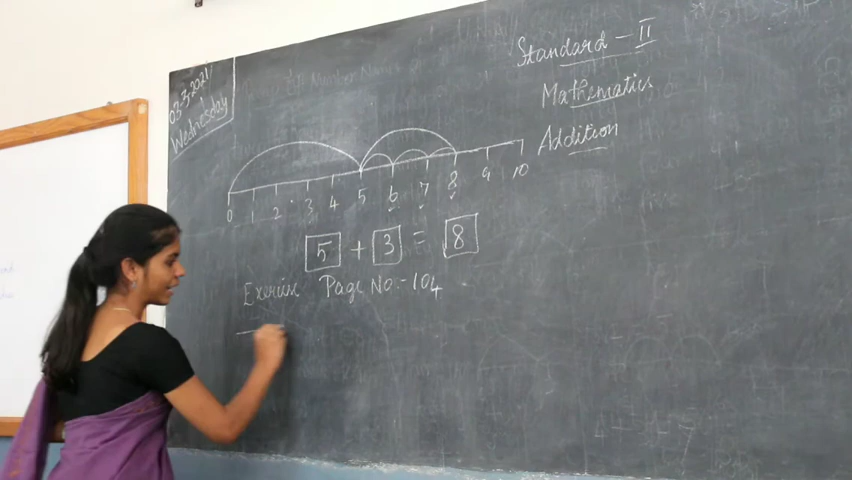 03-3-2021
Wednesday
Standard - II
Mathematics
Addition
0 1 2 3 4 5 6 7 8 9 10
5 + 3 = 8
Exercise Page No:- 104